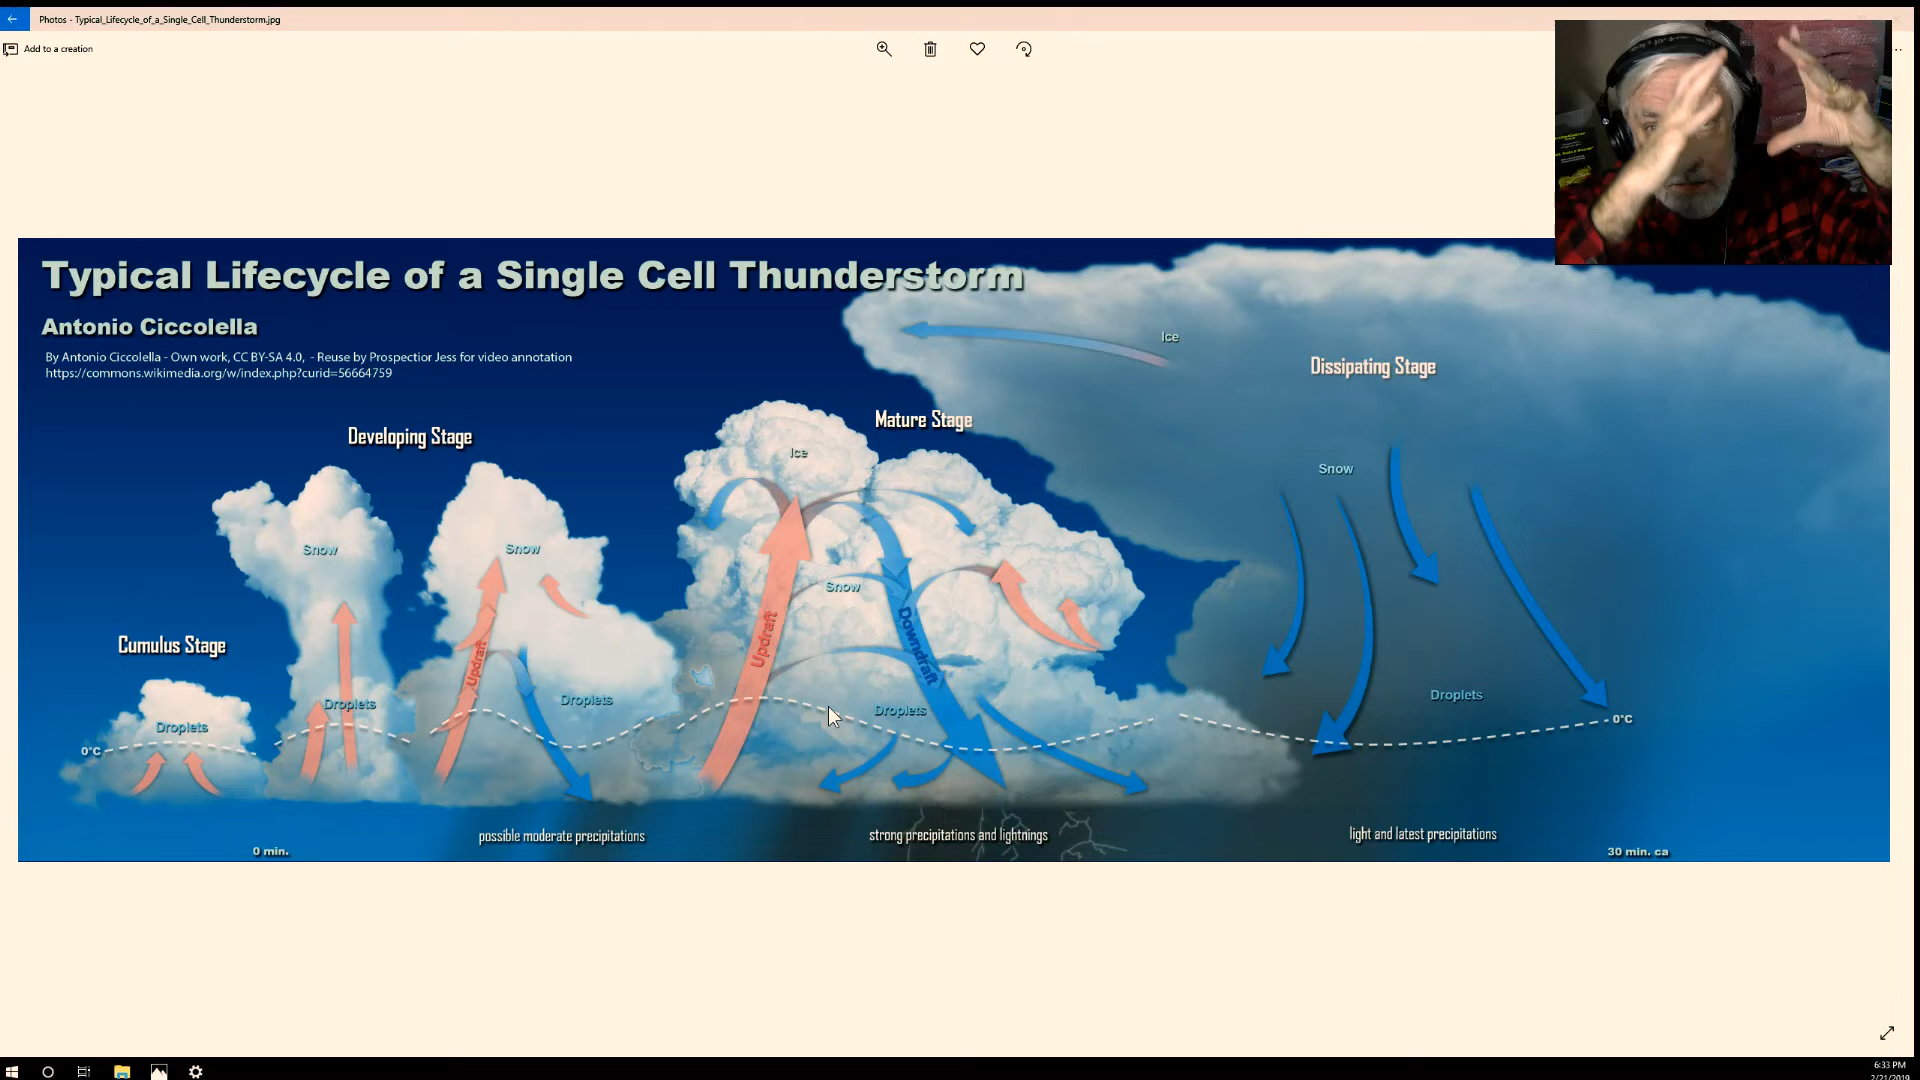 Photos - Typical_Lifecycle_of_a_Single_Cell_Thunderstorm.jpg
Add to a creation
Typical Lifecycle of a Single Cell Thunderstorm
Antonio Ciccolella
By Antonio Ciccolella - Own work, CC BY-SA 4.0, - Reuse by Prospectior Jess for video annotation
https://commons.wikimedia.org/w/index.php?curid=56664759
Ice
Dissipating Stage
Mature Stage
Developing Stage
Ice
Snow
Snow
Snow
Snow
Updraft
Downdraft
Cumulus Stage
Updraft
Droplets
Droplets
Droplets
Droplets
Droplets
0°C
0°C
possible moderate precipitations
strong precipitations and lightnings
light and latest precipitations
0 min.
30 min. ca
6:33 PM
2/21/2019